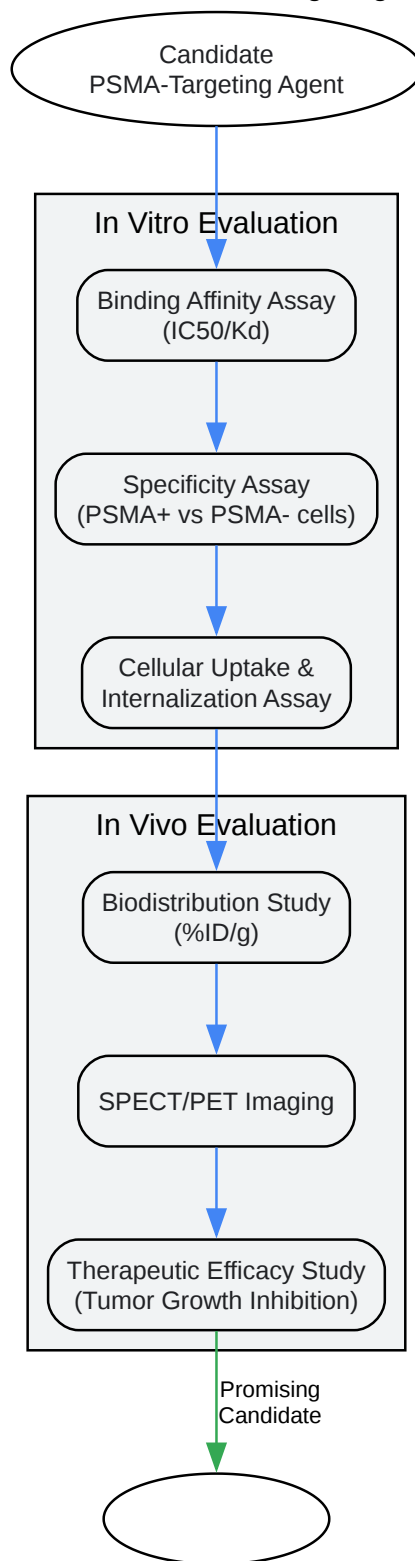 Candidate
PSMA-Targeting Agent
In Vitro Evaluation
Binding Affinity Assay
(IC50/Kd)
Specificity Assay
(PSMA+ vs PSMA- cells)
Cellular Uptake &
Internalization Assay
In Vivo Evaluation
Biodistribution Study
(%ID/g)
SPECT/PET Imaging
Therapeutic Efficacy Study
(Tumor Growth Inhibition)
Promising
Candidate